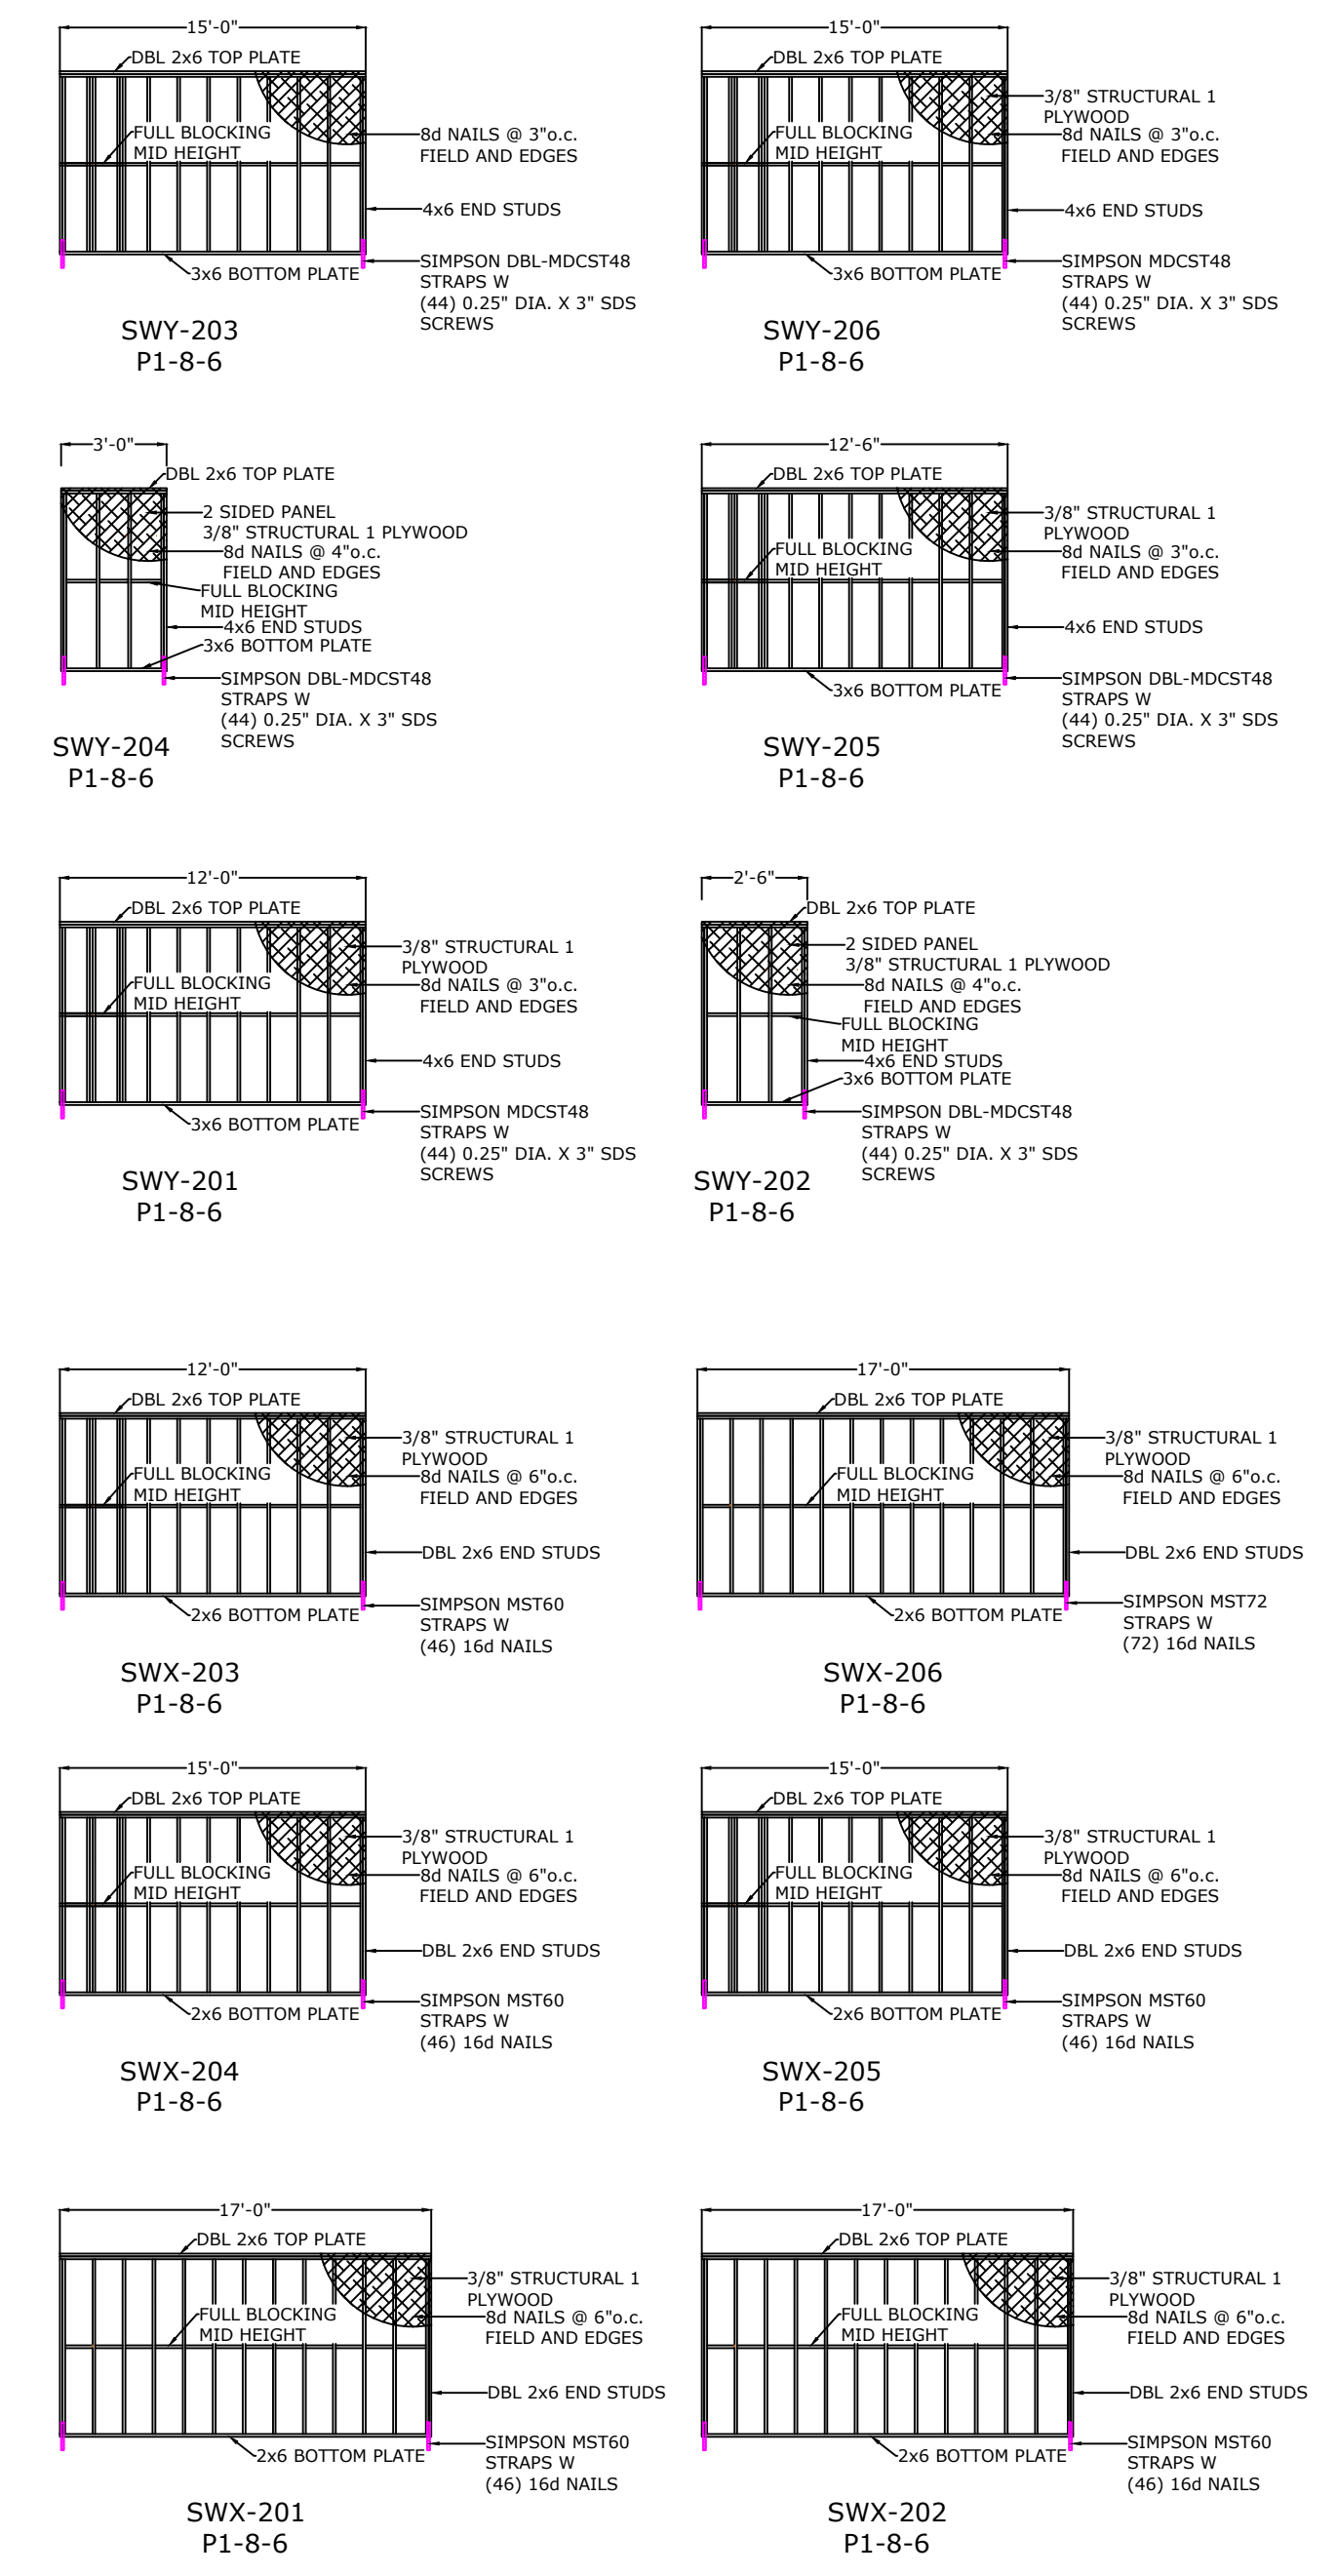 15'-0"
DBL 2x6 TOP PLATE
FULL BLOCKING
MID HEIGHT
8d NAILS @ 3"o.c.
FIELD AND EDGES
4x6 END STUDS
3x6 BOTTOM PLATE
SIMPSON DBL-MDCST48
STRAPS W
(44) 0.25" DIA. X 3" SDS
SCREWS
SWY-203
P1-8-6
15'-0"
DBL 2x6 TOP PLATE
3/8" STRUCTURAL 1
PLYWOOD
FULL BLOCKING
MID HEIGHT
8d NAILS @ 3"o.c.
FIELD AND EDGES
4x6 END STUDS
3x6 BOTTOM PLATE
SIMPSON MDCST48
STRAPS W
(44) 0.25" DIA. X 3" SDS
SCREWS
SWY-206
P1-8-6
3'-0"
DBL 2x6 TOP PLATE
2 SIDED PANEL
3/8" STRUCTURAL 1 PLYWOOD
8d NAILS @ 4"o.c.
FIELD AND EDGES
FULL BLOCKING
MID HEIGHT
4x6 END STUDS
3x6 BOTTOM PLATE
SIMPSON DBL-MDCST48
STRAPS W
(44) 0.25" DIA. X 3" SDS
SCREWS
SWY-204
P1-8-6
12'-6"
DBL 2x6 TOP PLATE
3/8" STRUCTURAL 1
PLYWOOD
FULL BLOCKING
MID HEIGHT
8d NAILS @ 3"o.c.
FIELD AND EDGES
4x6 END STUDS
3x6 BOTTOM PLATE
SIMPSON DBL-MDCST48
STRAPS W
(44) 0.25" DIA. X 3" SDS
SCREWS
SWY-205
P1-8-6
12'-0"
DBL 2x6 TOP PLATE
3/8" STRUCTURAL 1
PLYWOOD
FULL BLOCKING
MID HEIGHT
8d NAILS @ 3"o.c.
FIELD AND EDGES
4x6 END STUDS
3x6 BOTTOM PLATE
SIMPSON MDCST48
STRAPS W
(44) 0.25" DIA. X 3" SDS
SCREWS
SWY-201
P1-8-6
2'-6"
DBL 2x6 TOP PLATE
2 SIDED PANEL
3/8" STRUCTURAL 1 PLYWOOD
8d NAILS @ 4"o.c.
FIELD AND EDGES
FULL BLOCKING
MID HEIGHT
4x6 END STUDS
3x6 BOTTOM PLATE
SIMPSON DBL-MDCST48
STRAPS W
(44) 0.25" DIA. X 3" SDS
SCREWS
SWY-202
P1-8-6
12'-0"
DBL 2x6 TOP PLATE
3/8" STRUCTURAL 1
PLYWOOD
FULL BLOCKING
MID HEIGHT
8d NAILS @ 6"o.c.
FIELD AND EDGES
DBL 2x6 END STUDS
2x6 BOTTOM PLATE
SIMPSON MST60
STRAPS W
(46) 16d NAILS
SWX-203
P1-8-6
17'-0"
DBL 2x6 TOP PLATE
3/8" STRUCTURAL 1
PLYWOOD
FULL BLOCKING
MID HEIGHT
8d NAILS @ 6"o.c.
FIELD AND EDGES
DBL 2x6 END STUDS
2x6 BOTTOM PLATE
SIMPSON MST72
STRAPS W
(72) 16d NAILS
SWX-206
P1-8-6
15'-0"
DBL 2x6 TOP PLATE
3/8" STRUCTURAL 1
PLYWOOD
FULL BLOCKING
MID HEIGHT
8d NAILS @ 6"o.c.
FIELD AND EDGES
DBL 2x6 END STUDS
2x6 BOTTOM PLATE
SIMPSON MST60
STRAPS W
(46) 16d NAILS
SWX-204
P1-8-6
15'-0"
DBL 2x6 TOP PLATE
3/8" STRUCTURAL 1
PLYWOOD
FULL BLOCKING
MID HEIGHT
8d NAILS @ 6"o.c.
FIELD AND EDGES
DBL 2x6 END STUDS
2x6 BOTTOM PLATE
SIMPSON MST60
STRAPS W
(46) 16d NAILS
SWX-205
P1-8-6
17'-0"
DBL 2x6 TOP PLATE
3/8" STRUCTURAL 1
PLYWOOD
FULL BLOCKING
MID HEIGHT
8d NAILS @ 6"o.c.
FIELD AND EDGES
DBL 2x6 END STUDS
2x6 BOTTOM PLATE
SIMPSON MST60
STRAPS W
(46) 16d NAILS
SWX-201
P1-8-6
17'-0"
DBL 2x6 TOP PLATE
3/8" STRUCTURAL 1
PLYWOOD
FULL BLOCKING
MID HEIGHT
8d NAILS @ 6"o.c.
FIELD AND EDGES
DBL 2x6 END STUDS
2x6 BOTTOM PLATE
SIMPSON MST60
STRAPS W
(46) 16d NAILS
SWX-202
P1-8-6